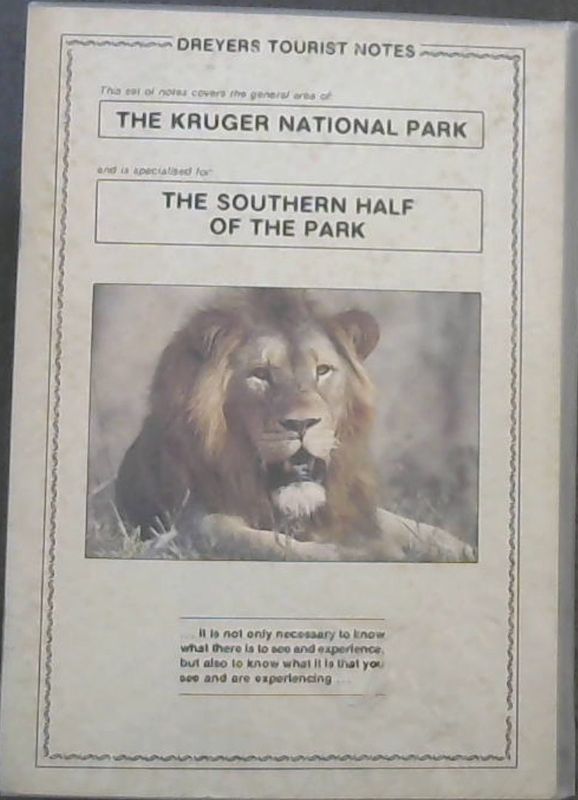 DREYERS TOURIST NOTES
This set of notes covers the general area of:
THE KRUGER NATIONAL PARK
and is specialised for:
THE SOUTHERN HALF
OF THE PARK
... it is not only necessary to know
what there is to see and experience,
but also to know what it is that you
see and are experiencing ...